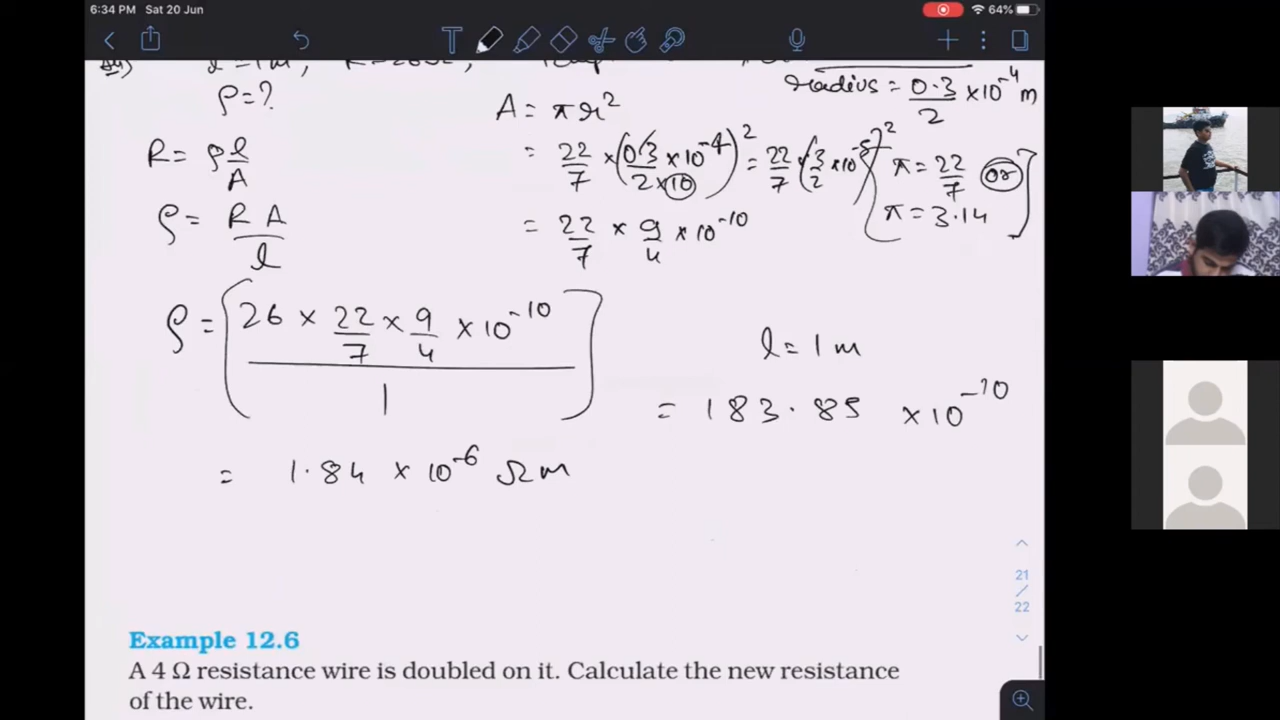 6:34 PM Sat 20 Jun 64%
l = 1m,
ρ = ?
radius = 0.3/2 × 10⁻⁴ m
A = πr²
R = ρ l/A
= 22/7 × (0.3 × 10⁻⁴ / 2 × 10)² = 22/7 × (3/2 × 10⁻⁵)²
[π = 22/7 or
π = 3.14]
ρ = R A / l
= 22/7 × 9/4 × 10⁻¹⁰
ρ = [26 × 22/7 × 9/4 × 10⁻¹⁰ / 1]
l = 1 m
= 183.85 × 10⁻¹⁰
= 1.84 × 10⁻⁶ Ωm
21
/
22
Example 12.6
A 4 Ω resistance wire is doubled on it. Calculate the new resistance
of the wire.